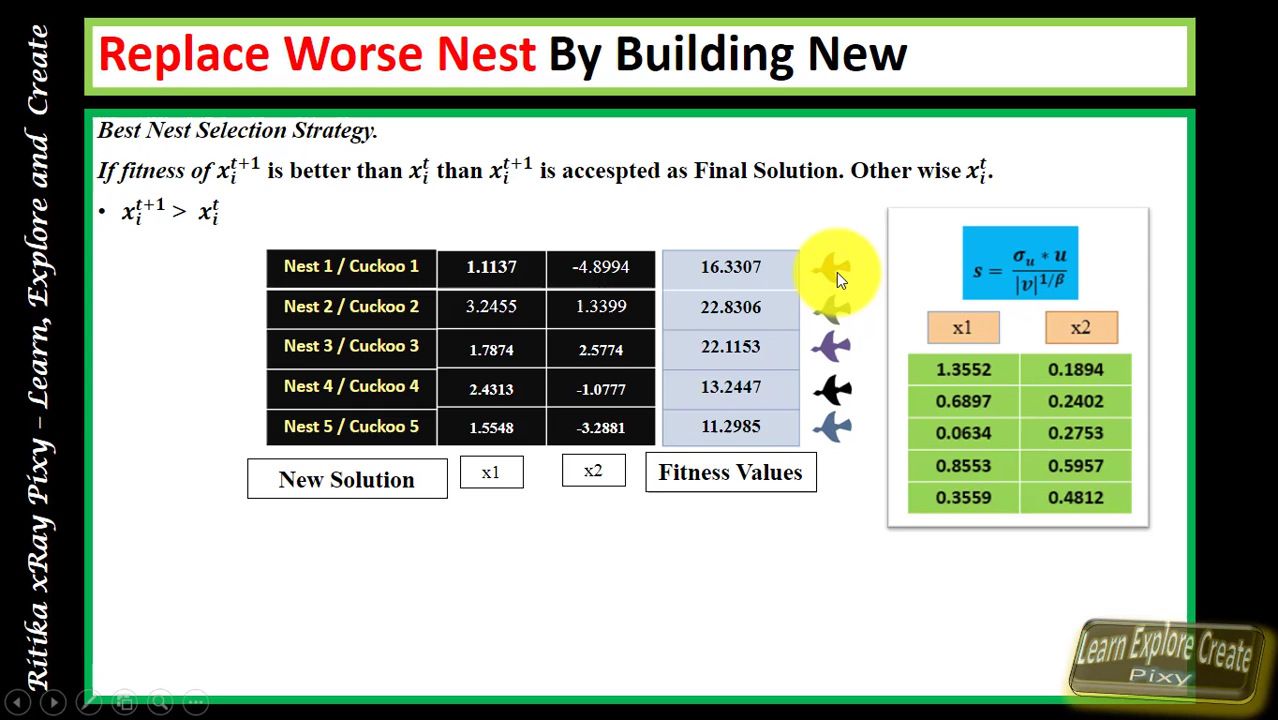 Replace Worse Nest By Building New
Ritika xRay Pixy – Learn, Explore and Create
Best Nest Selection Strategy.
If fitness of x_i^{t+1} is better than x_i^t than x_i^{t+1} is accespted as Final Solution. Other wise x_i^t.
• x_i^{t+1} > x_i^t
Nest 1 / Cuckoo 1 1.1137 -4.8994 16.3307
Nest 2 / Cuckoo 2 3.2455 1.3399 22.8306
Nest 3 / Cuckoo 3 1.7874 2.5774 22.1153
Nest 4 / Cuckoo 4 2.4313 -1.0777 13.2447
Nest 5 / Cuckoo 5 1.5548 -3.2881 11.2985
New Solution x1 x2 Fitness Values
s = σ_u * u / |v|^{1/β}
x1 x2
1.3552 0.1894
0.6897 0.2402
0.0634 0.2753
0.8553 0.5957
0.3559 0.4812
Learn Explore Create
Pixy